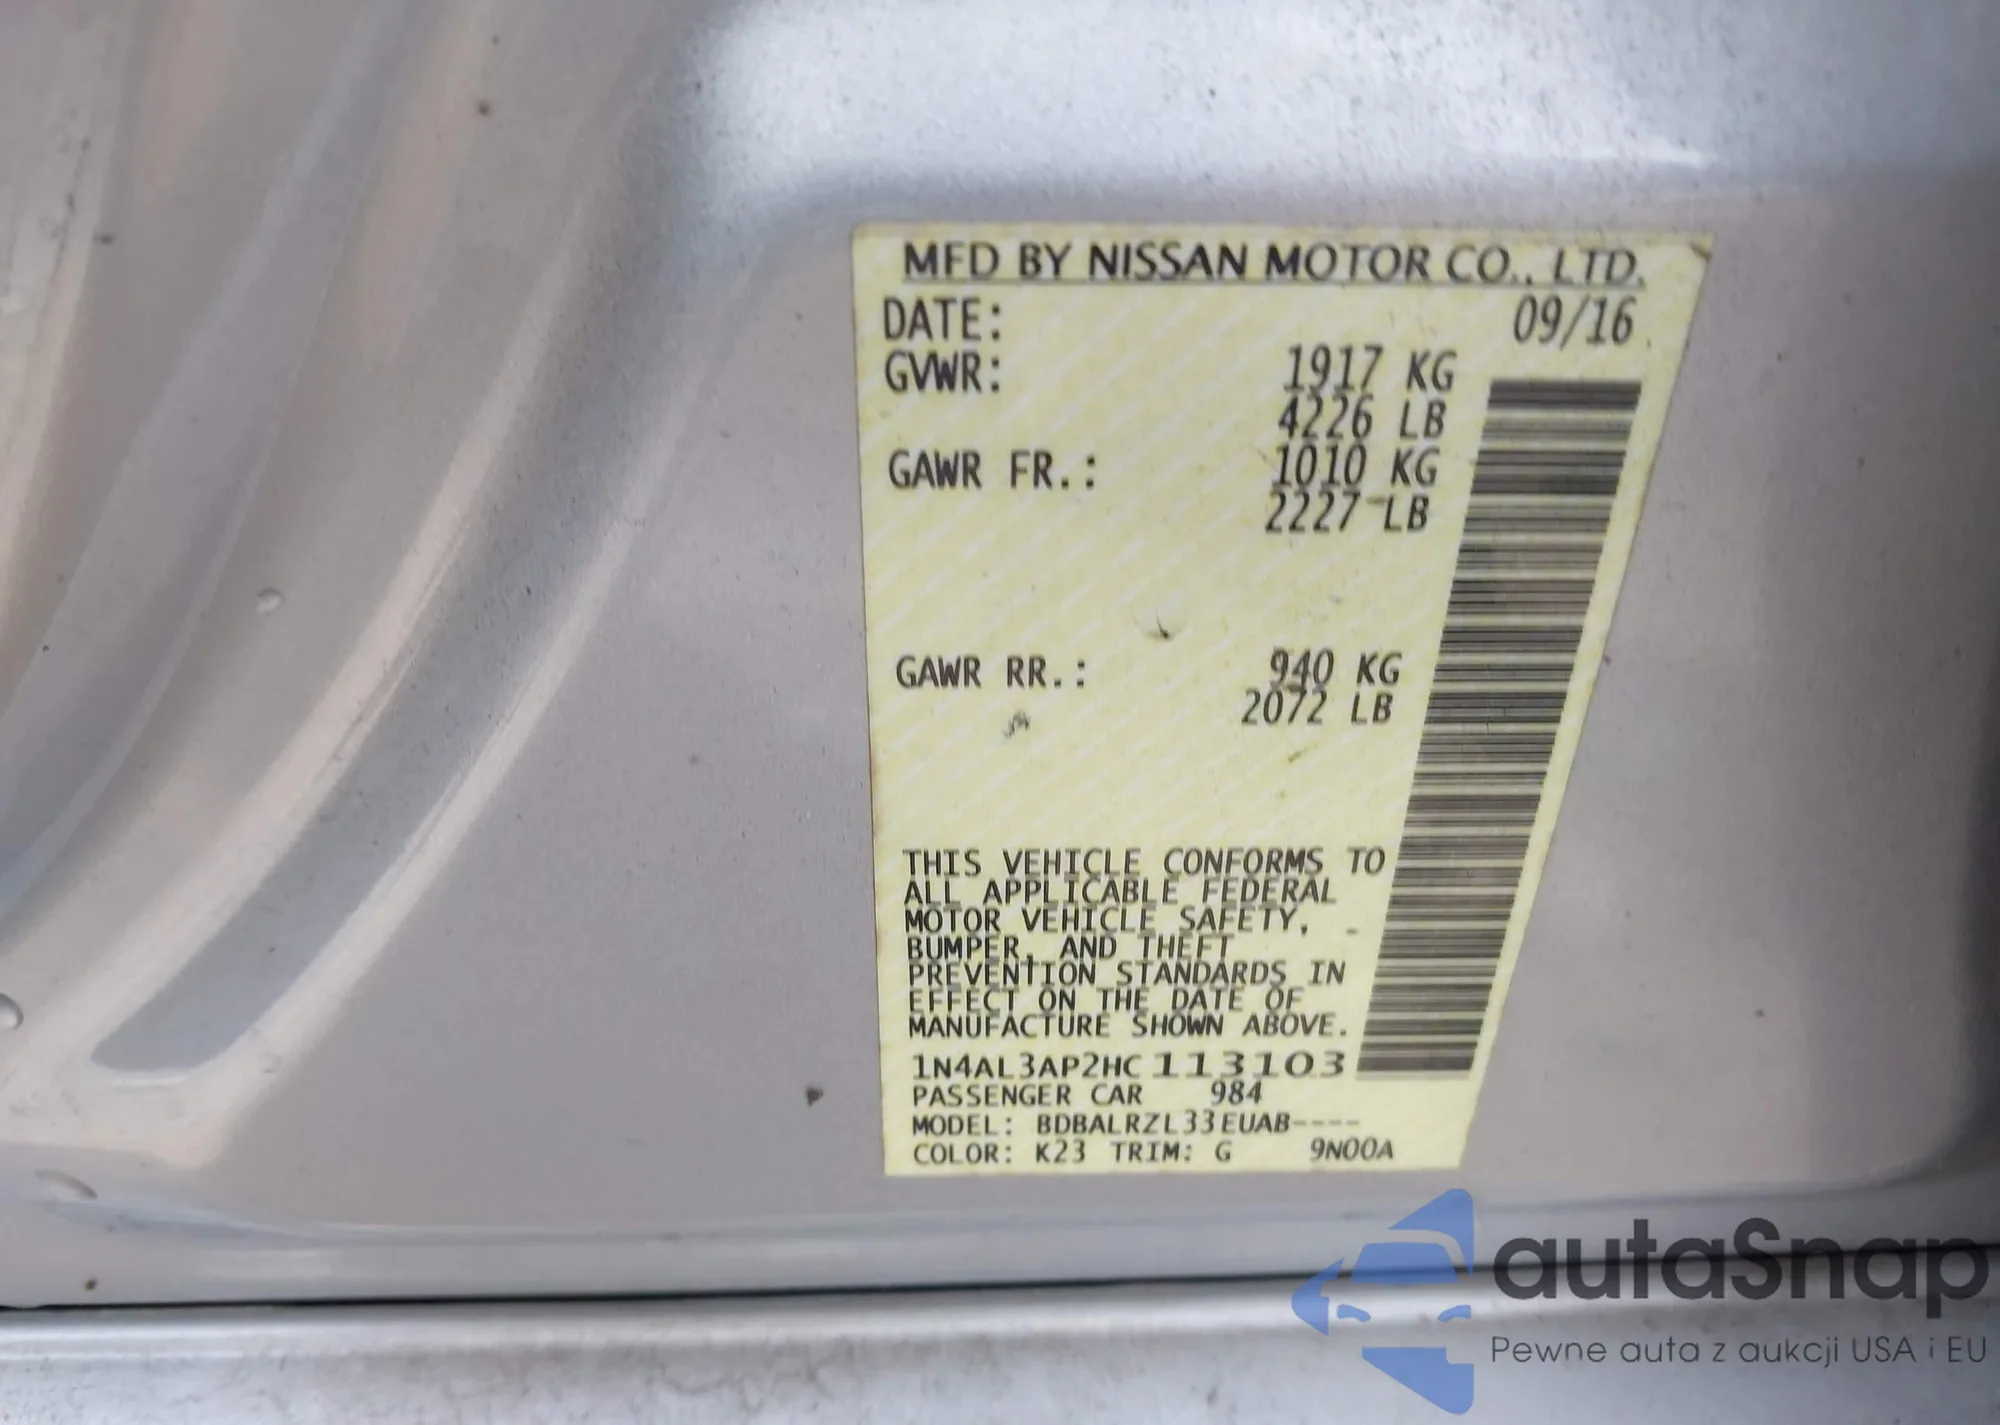 MFD BY NISSAN MOTOR CO., LTD.
DATE: 09/16
GVWR: 1917 KG
4226 LB
GAWR FR.: 1010 KG
2227 LB
GAWR RR.: 940 KG
2072 LB
THIS VEHICLE CONFORMS TO
ALL APPLICABLE FEDERAL
MOTOR VEHICLE SAFETY,
BUMPER, AND THEFT
PREVENTION STANDARDS IN
EFFECT ON THE DATE OF
MANUFACTURE SHOWN ABOVE.
1N4AL3AP2HC113103
PASSENGER CAR 984
MODEL: BDBALRZL33EUAB----
COLOR: K23 TRIM: G 9N00A
autaSnap
Pewne auta z aukcji USA i EU